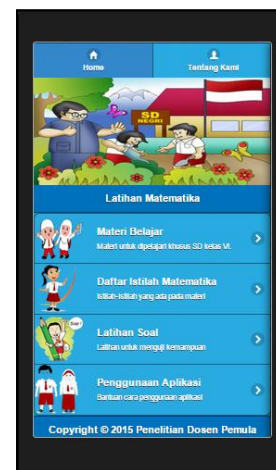 Home
Tentang Kami
SD
NEGRI
Latihan Matematika
Materi Belajar
Materi untuk dipelajari khusus SD kelas VI.
Daftar Istilah Matematika
Istilah-istilah yang ada pada materi
Siap!
Latihan Soal
Latihan untuk menguji kemampuan
Penggunaan Aplikasi
Bantuan cara penggunaan aplikasi
Copyright © 2015 Penelitian Dosen Pemula